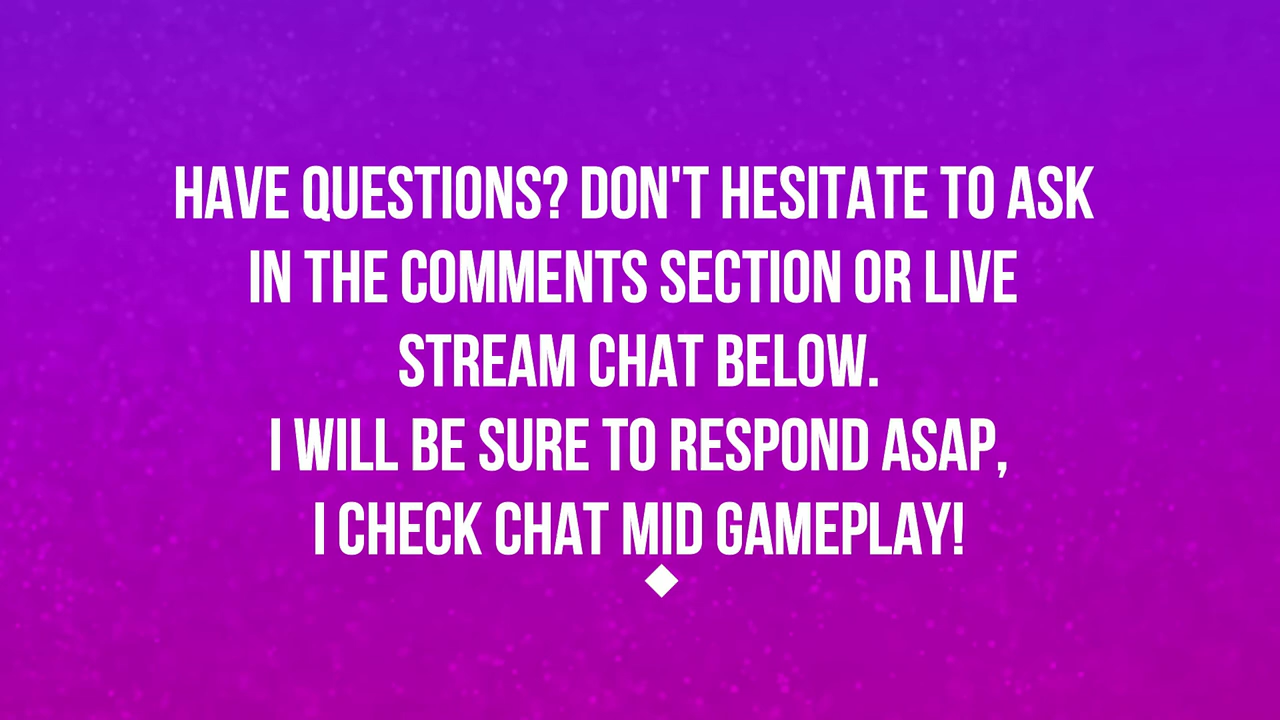 HAVE QUESTIONS? DON'T HESITATE TO ASK
IN THE COMMENTS SECTION OR LIVE
STREAM CHAT BELOW.
I WILL BE SURE TO RESPOND ASAP,
I CHECK CHAT MID GAMEPLAY!